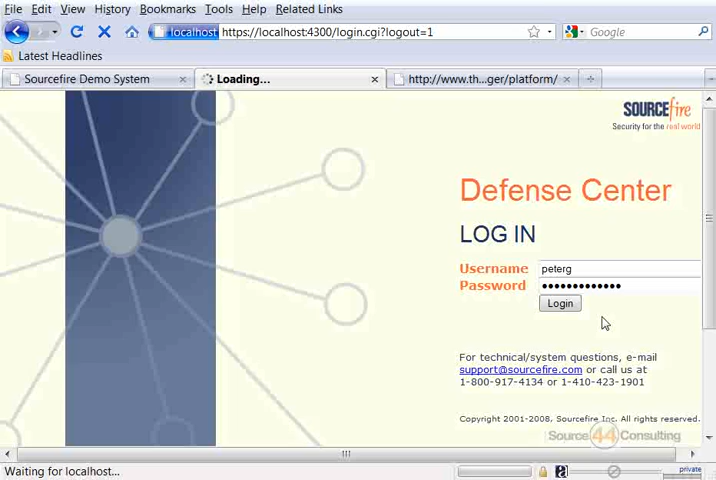 File Edit View History Bookmarks Tools Help Related Links
localhost https://localhost:4300/login.cgi?logout=1 Google
Latest Headlines
Sourcefire Demo System Loading... http://www.th...ger/platform/
SOURCEfire
Security for the real world
Defense Center
LOG IN
Username peterg
Password •••••••••••••
Login
For technical/system questions, e-mail
support@sourcefire.com or call us at
1-800-917-4134 or 1-410-423-1901
Copyright 2001-2008, Sourcefire Inc. All rights reserved.
Source 44 Consulting
Waiting for localhost... private